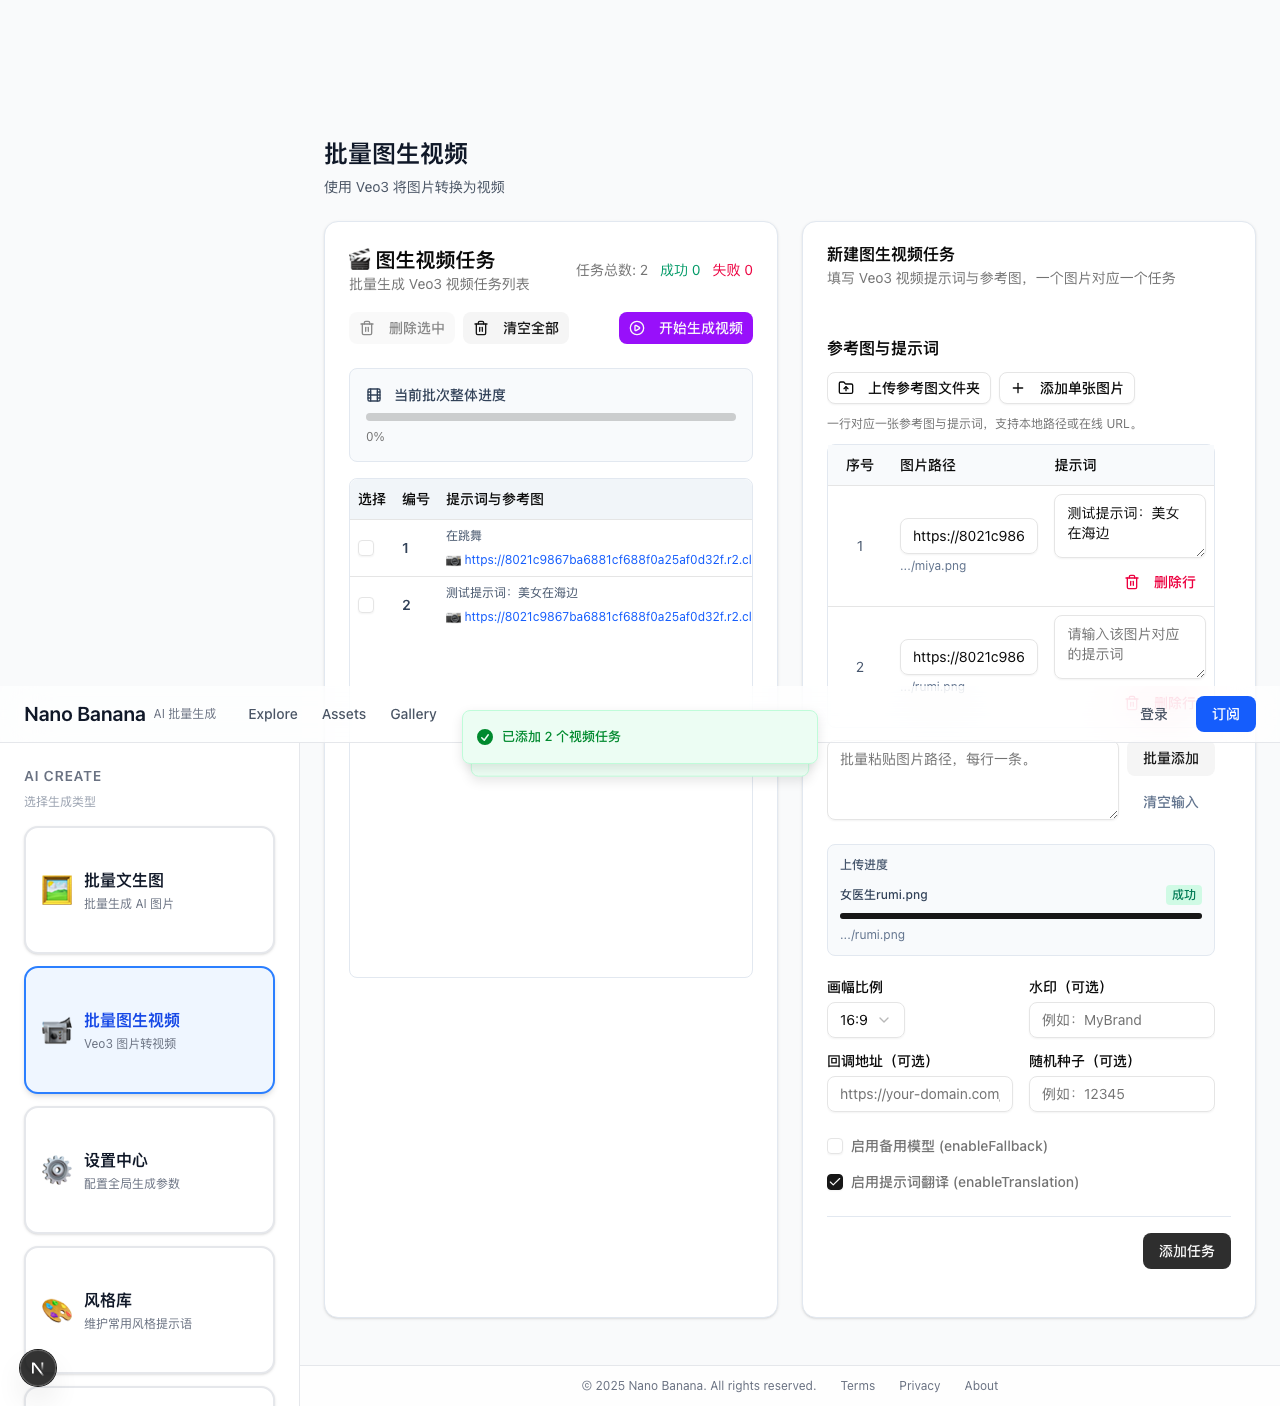 批量图生视频
使用 Veo3 将图片转换为视频
🎬 图生视频任务
批量生成 Veo3 视频任务列表
任务总数: 2 成功 0 失败 0
删除选中 清空全部 开始生成视频
当前批次整体进度
0%
选择 编号 提示词与参考图
在跳舞
1
📷 https://8021c9867ba6881cf688f0a25af0d32f.r2.cl
测试提示词：美女在海边
2
📷 https://8021c9867ba6881cf688f0a25af0d32f.r2.cl
新建图生视频任务
填写 Veo3 视频提示词与参考图，一个图片对应一个任务
参考图与提示词
上传参考图文件夹 添加单张图片
一行对应一张参考图与提示词，支持本地路径或在线 URL。
序号 图片路径 提示词
测试提示词：美女
在海边
1 https://8021c986
.../miya.png
删除行
请输入该图片对应
的提示词
2 https://8021c986
.../rumi.png
删除行
Nano Banana AI 批量生成 Explore Assets Gallery
登录 订阅
已添加 2 个视频任务
批量粘贴图片路径，每行一条。
批量添加
清空输入
上传进度
女医生rumi.png 成功
.../rumi.png
画幅比例 水印（可选）
16:9 例如：MyBrand
回调地址（可选） 随机种子（可选）
https://your-domain.com 例如：12345
启用备用模型 (enableFallback)
启用提示词翻译 (enableTranslation)
添加任务
AI CREATE
选择生成类型
批量文生图
批量生成 AI 图片
批量图生视频
Veo3 图片转视频
设置中心
配置全局生成参数
风格库
维护常用风格提示语
N
© 2025 Nano Banana. All rights reserved. Terms Privacy About